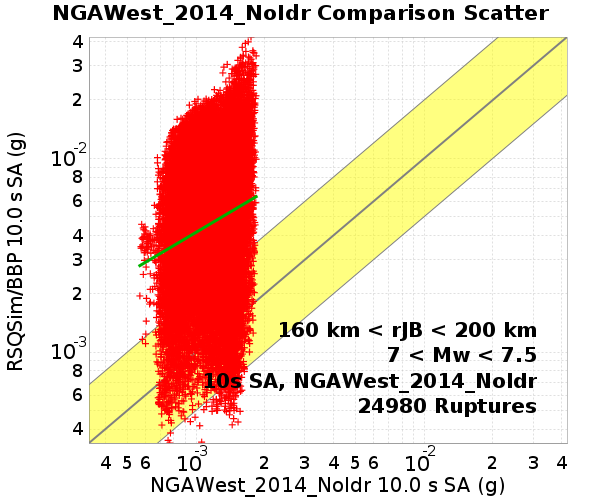 NGAWest_2014_NoIdr Comparison Scatter
4
3
2
10-2
8
6
4
3
2
10-3
8
6
4
RSQSim/BBP 10.0 s SA (g)
160 km < rJB < 200 km
7 < Mw < 7.5
10s SA, NGAWest_2014_NoIdr
24980 Ruptures
4 5 6 10-3 2 3 4 5 6 10-2 2 3 4
NGAWest_2014_NoIdr 10.0 s SA (g)